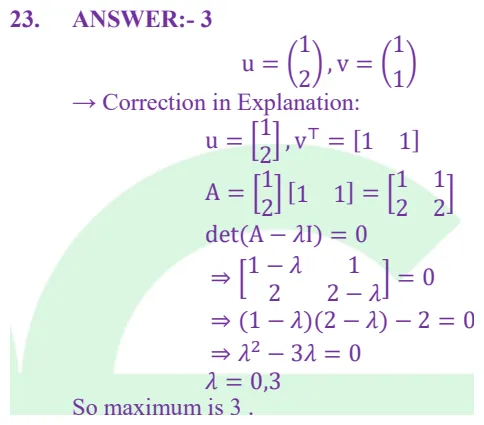 23. ANSWER:- 3
u = (1 2), v = (1 1)
→ Correction in Explanation:
u = [1 2], v⊤ = [1 1]
A = [1 2] [1 1] = [1 1 2 2]
det(A − λI) = 0
⇒ [1 − λ 1 2 2 − λ] = 0
⇒ (1 − λ)(2 − λ) − 2 = 0
⇒ λ² − 3λ = 0
λ = 0,3
So maximum is 3 .